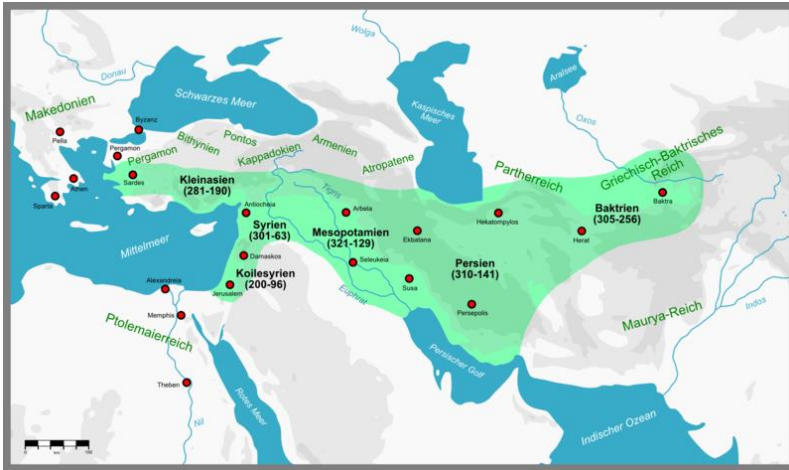 Wolga
Aralsee
Donau
Schwarzes Meer
Kaspisches
Meer
Oxos
Makedonien
Byzanz
Pella
Pergamon
Bithynien
Pontos
Armenien
Pergamon
Kappadokien
Atropatene
Partherreich
Griechisch-Baktrisches
Reich
Sardes
Kleinasien
(281-190)
Athen
Sparta
Tigris
Baktra
Antiocheia
Arbela
Hekatompylos
Baktrien
(305-256)
Syrien
(301-63)
Mesopotamien
(321-129)
Ekbatana
Herat
Mittelmeer
Damaskos
Seleukeia
Persien
(310-141)
Koilesyrien
(200-96)
Susa
Alexandreia
Jerusalem
Euphrat
Persepolis
Maurya-Reich
Indos
Memphis
Ptolemaierreich
Persischer Golf
Theben
Rotes Meer
Nil
Indischer Ozean